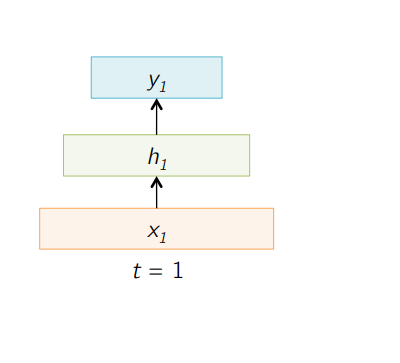 y₁
h₁
x₁
t = 1